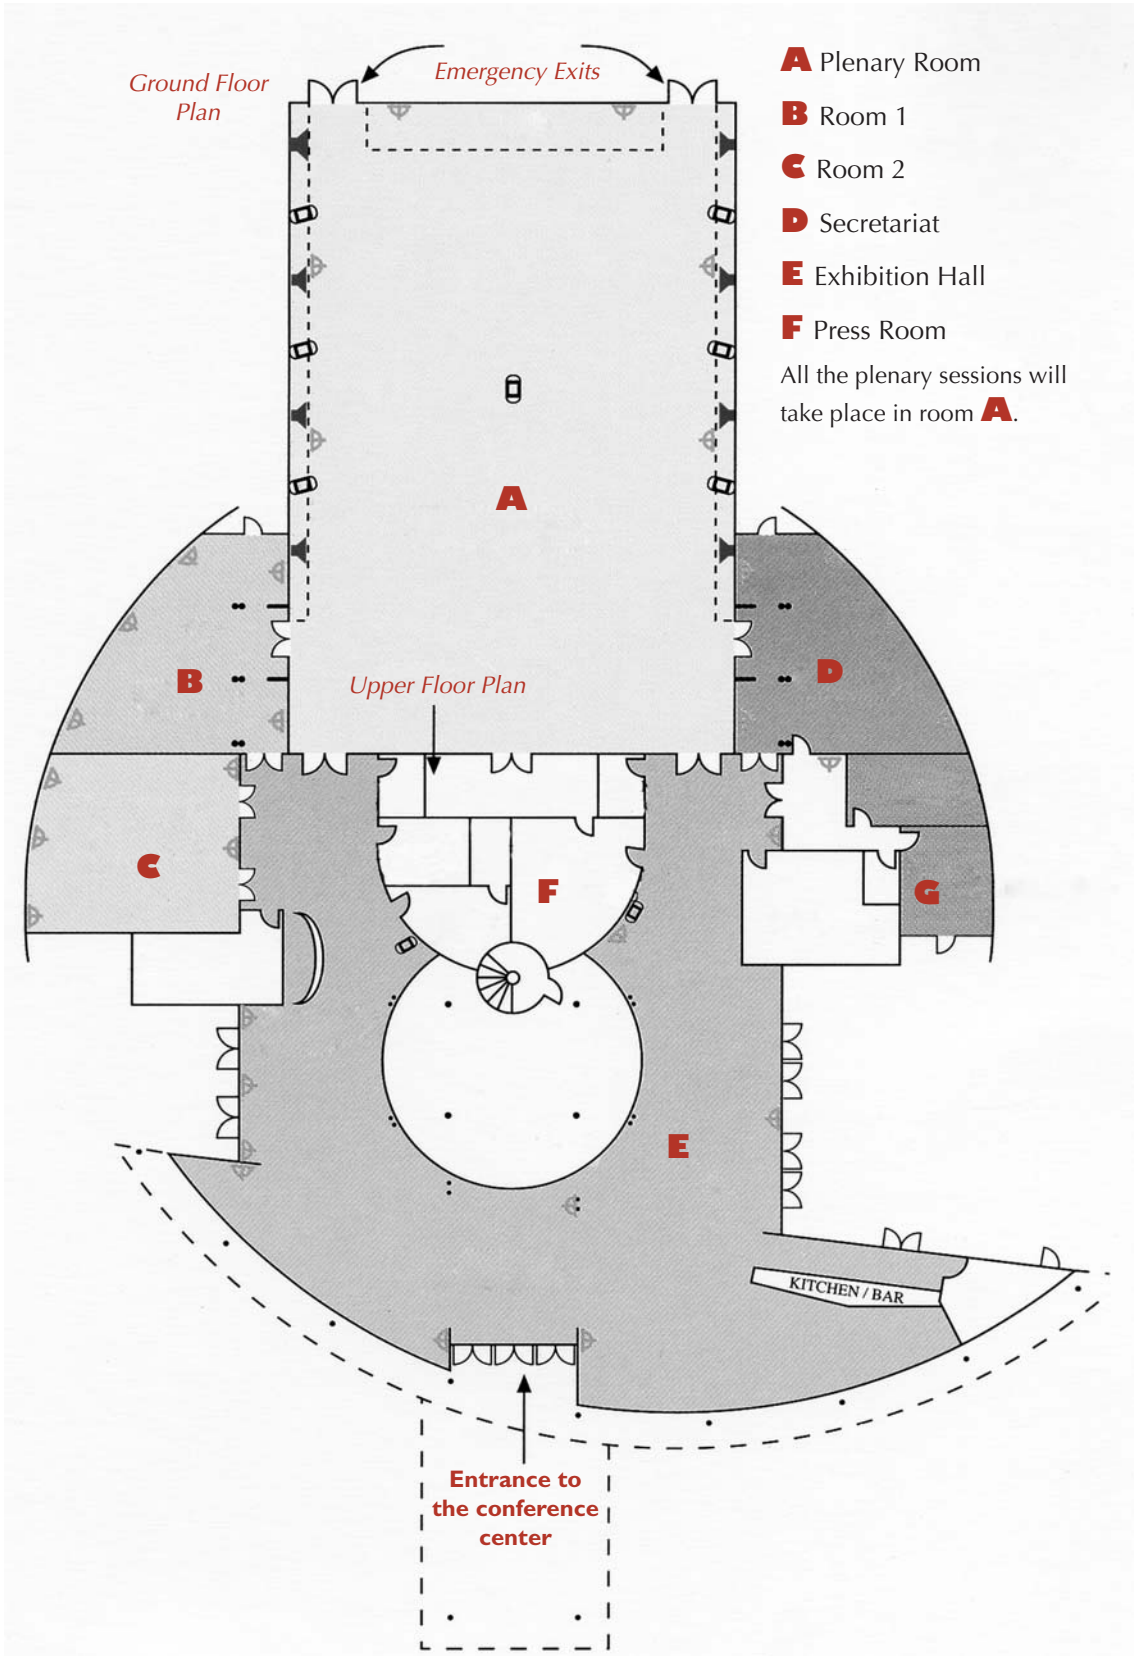 Ground Floor
Plan
Emergency Exits
A Plenary Room
B Room 1
C Room 2
D Secretariat
E Exhibition Hall
F Press Room
All the plenary sessions will
take place in room A.
A
B
Upper Floor Plan
D
C
F
G
E
KITCHEN / BAR
Entrance to
the conference
center